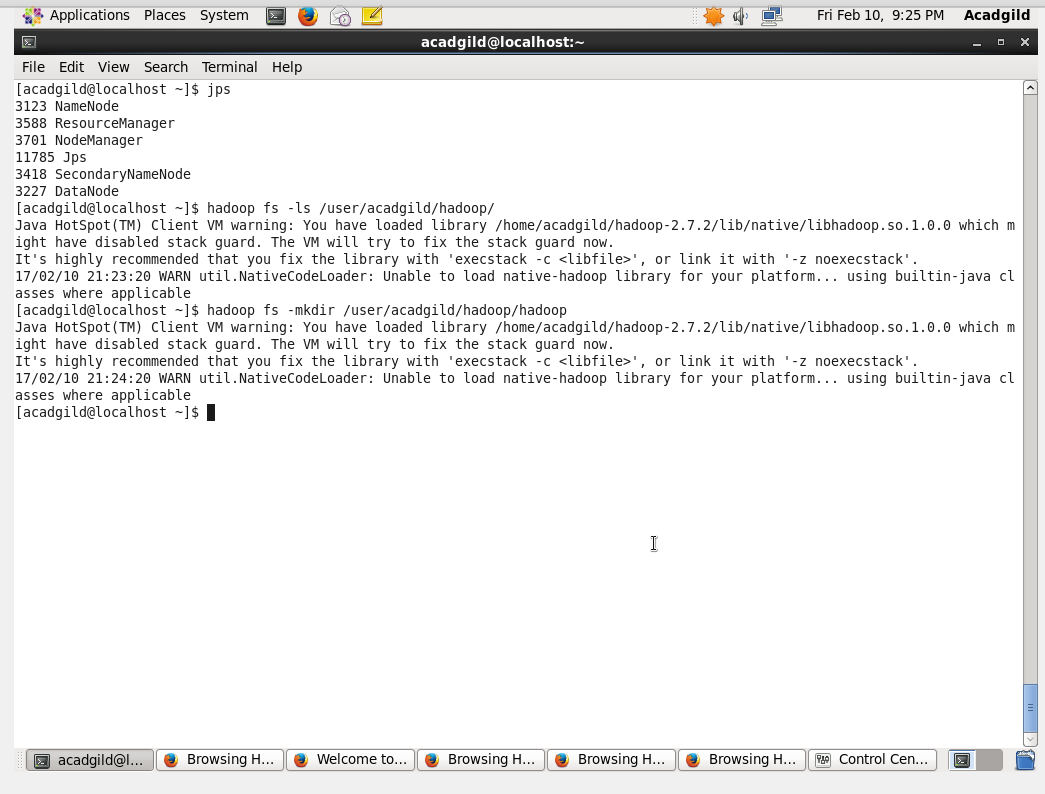 Applications Places System Fri Feb 10, 9:25 PM Acadgild
acadgild@localhost:~
File Edit View Search Terminal Help
[acadgild@localhost ~]$ jps
3123 NameNode
3588 ResourceManager
3701 NodeManager
11785 Jps
3418 SecondaryNameNode
3227 DataNode
[acadgild@localhost ~]$ hadoop fs -ls /user/acadgild/hadoop/
Java HotSpot(TM) Client VM warning: You have loaded library /home/acadgild/hadoop-2.7.2/lib/native/libhadoop.so.1.0.0 which m
ight have disabled stack guard. The VM will try to fix the stack guard now.
It's highly recommended that you fix the library with 'execstack -c <libfile>', or link it with '-z noexecstack'.
17/02/10 21:23:20 WARN util.NativeCodeLoader: Unable to load native-hadoop library for your platform... using builtin-java cl
asses where applicable
[acadgild@localhost ~]$ hadoop fs -mkdir /user/acadgild/hadoop/hadoop
Java HotSpot(TM) Client VM warning: You have loaded library /home/acadgild/hadoop-2.7.2/lib/native/libhadoop.so.1.0.0 which m
ight have disabled stack guard. The VM will try to fix the stack guard now.
It's highly recommended that you fix the library with 'execstack -c <libfile>', or link it with '-z noexecstack'.
17/02/10 21:24:20 WARN util.NativeCodeLoader: Unable to load native-hadoop library for your platform... using builtin-java cl
asses where applicable
[acadgild@localhost ~]$
acadgild@l... Browsing H... Welcome to... Browsing H... Browsing H... Browsing H... Control Cen...